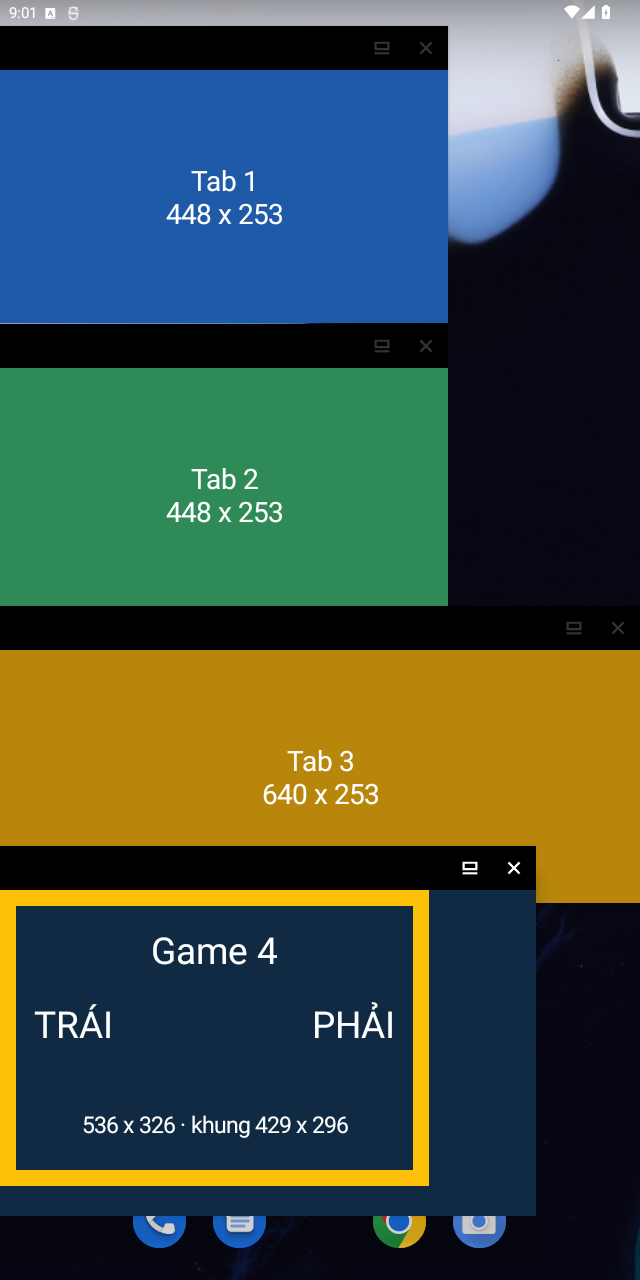 9:01
Tab 1
448 x 253
Tab 2
448 x 253
Tab 3
640 x 253
Game 4
TRÁI PHẢI
536 x 326 · khung 429 x 296